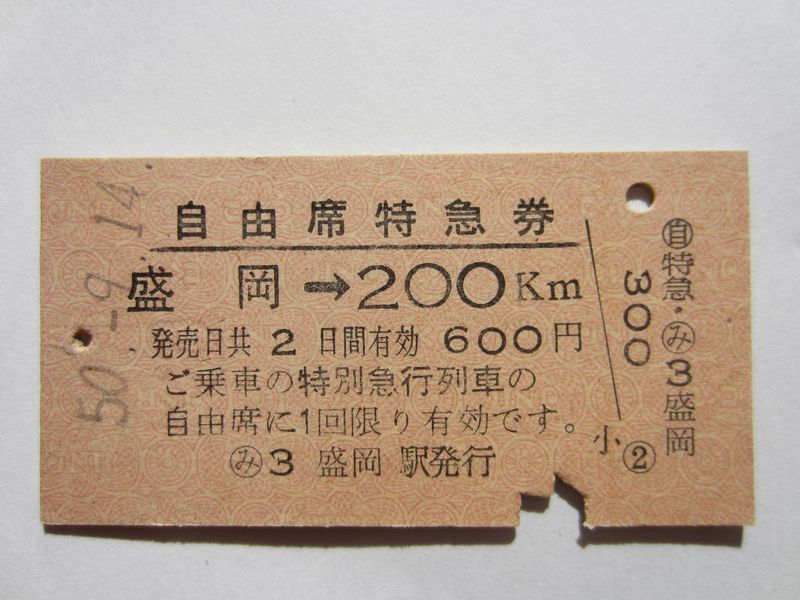 50.-9.14
自由席特急券
盛岡→200Km
発売日共2日間有効 600円
ご乗車の特別急行列車の
自由席に1回限り有効です。
㋯3 盛岡駅発行
小
300
②
㊀特急・㋯3盛岡